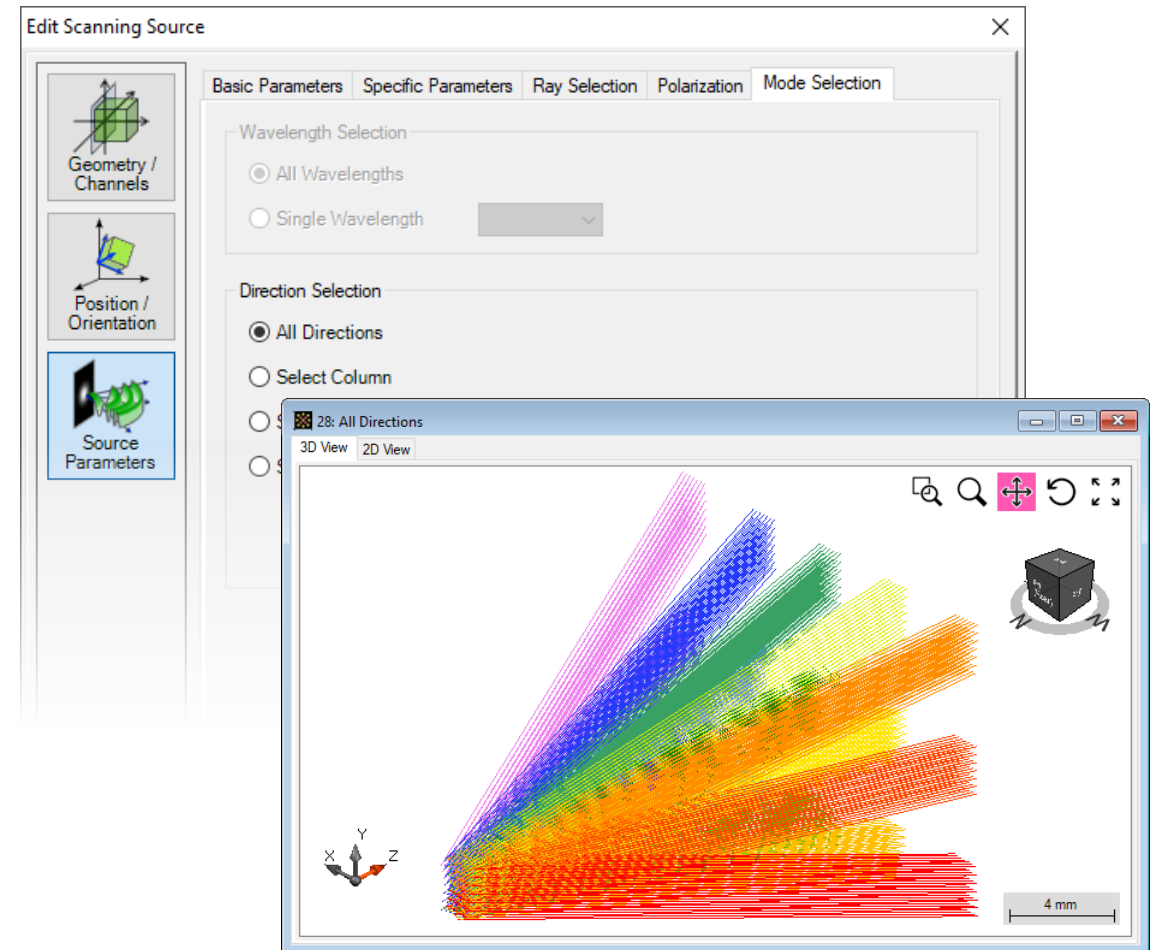 Edit Scanning Source
Geometry /
Channels
Position /
Orientation
Source
Parameters
Basic Parameters Specific Parameters Ray Selection Polarization Mode Selection
Wavelength Selection
All Wavelengths
Single Wavelength
Direction Selection
All Directions
Select Column
S
S
28: All Directions
3D View 2D View
Y
X
Z
4 mm